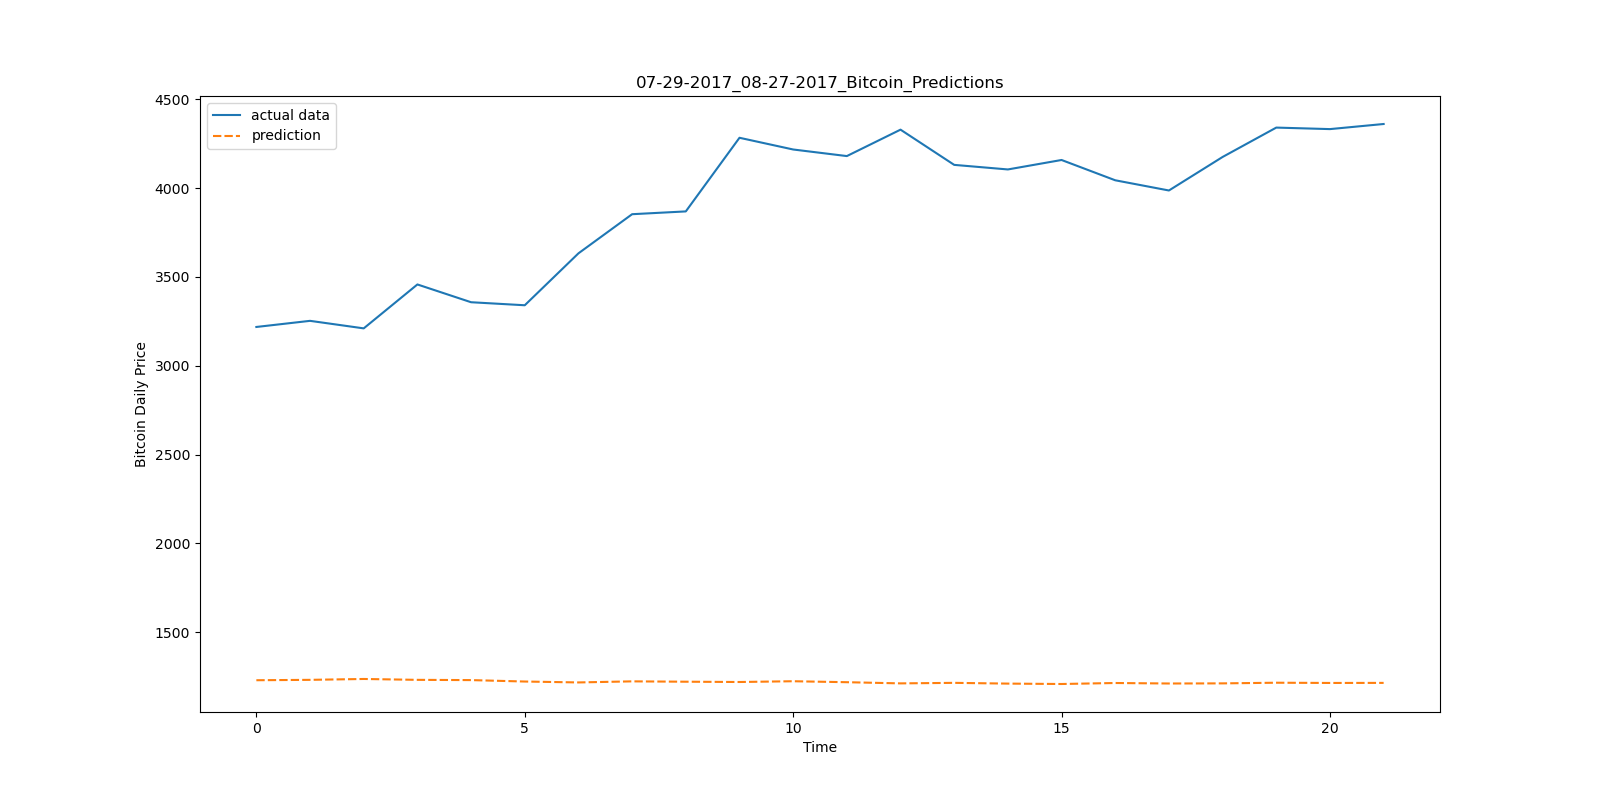 07-29-2017_08-27-2017_Bitcoin_Predictions
actual data
prediction
4500
4000
3500
3000
2500
2000
1500
Bitcoin Daily Price
0 5 10 15 20
Time